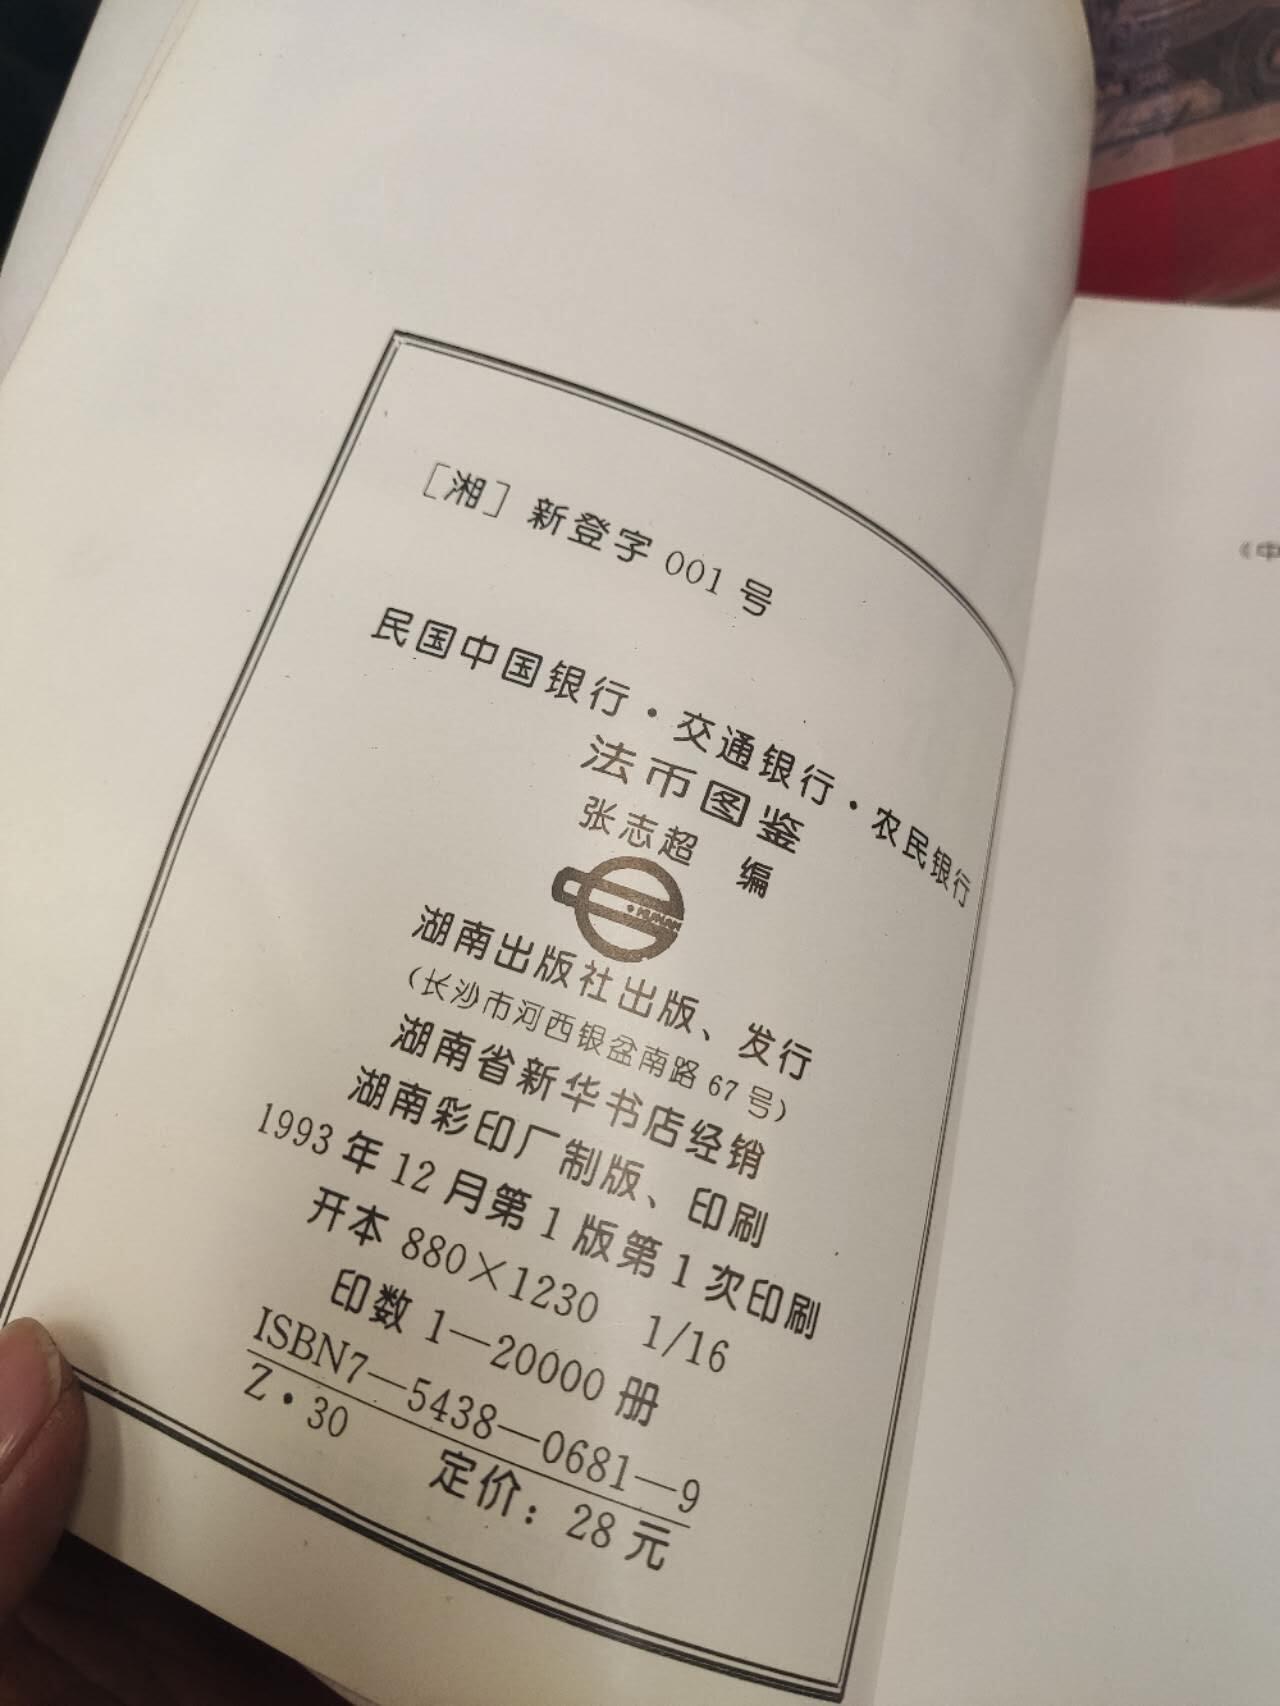 ［湘］新登字 001 号
民国中国银行·交通银行·农民银行
法币图鉴
张志超 编
HUNAN
湖南出版社出版、发行
（长沙市河西银盆南路 67 号）
湖南省新华书店经销
湖南彩印厂制版、印刷
1993 年 12 月第 1 版第 1 次印刷
开本 880×1230 1/16
印数 1—20000 册
ISBN7—5438—0681—9
Z·30
定价：28 元
《中